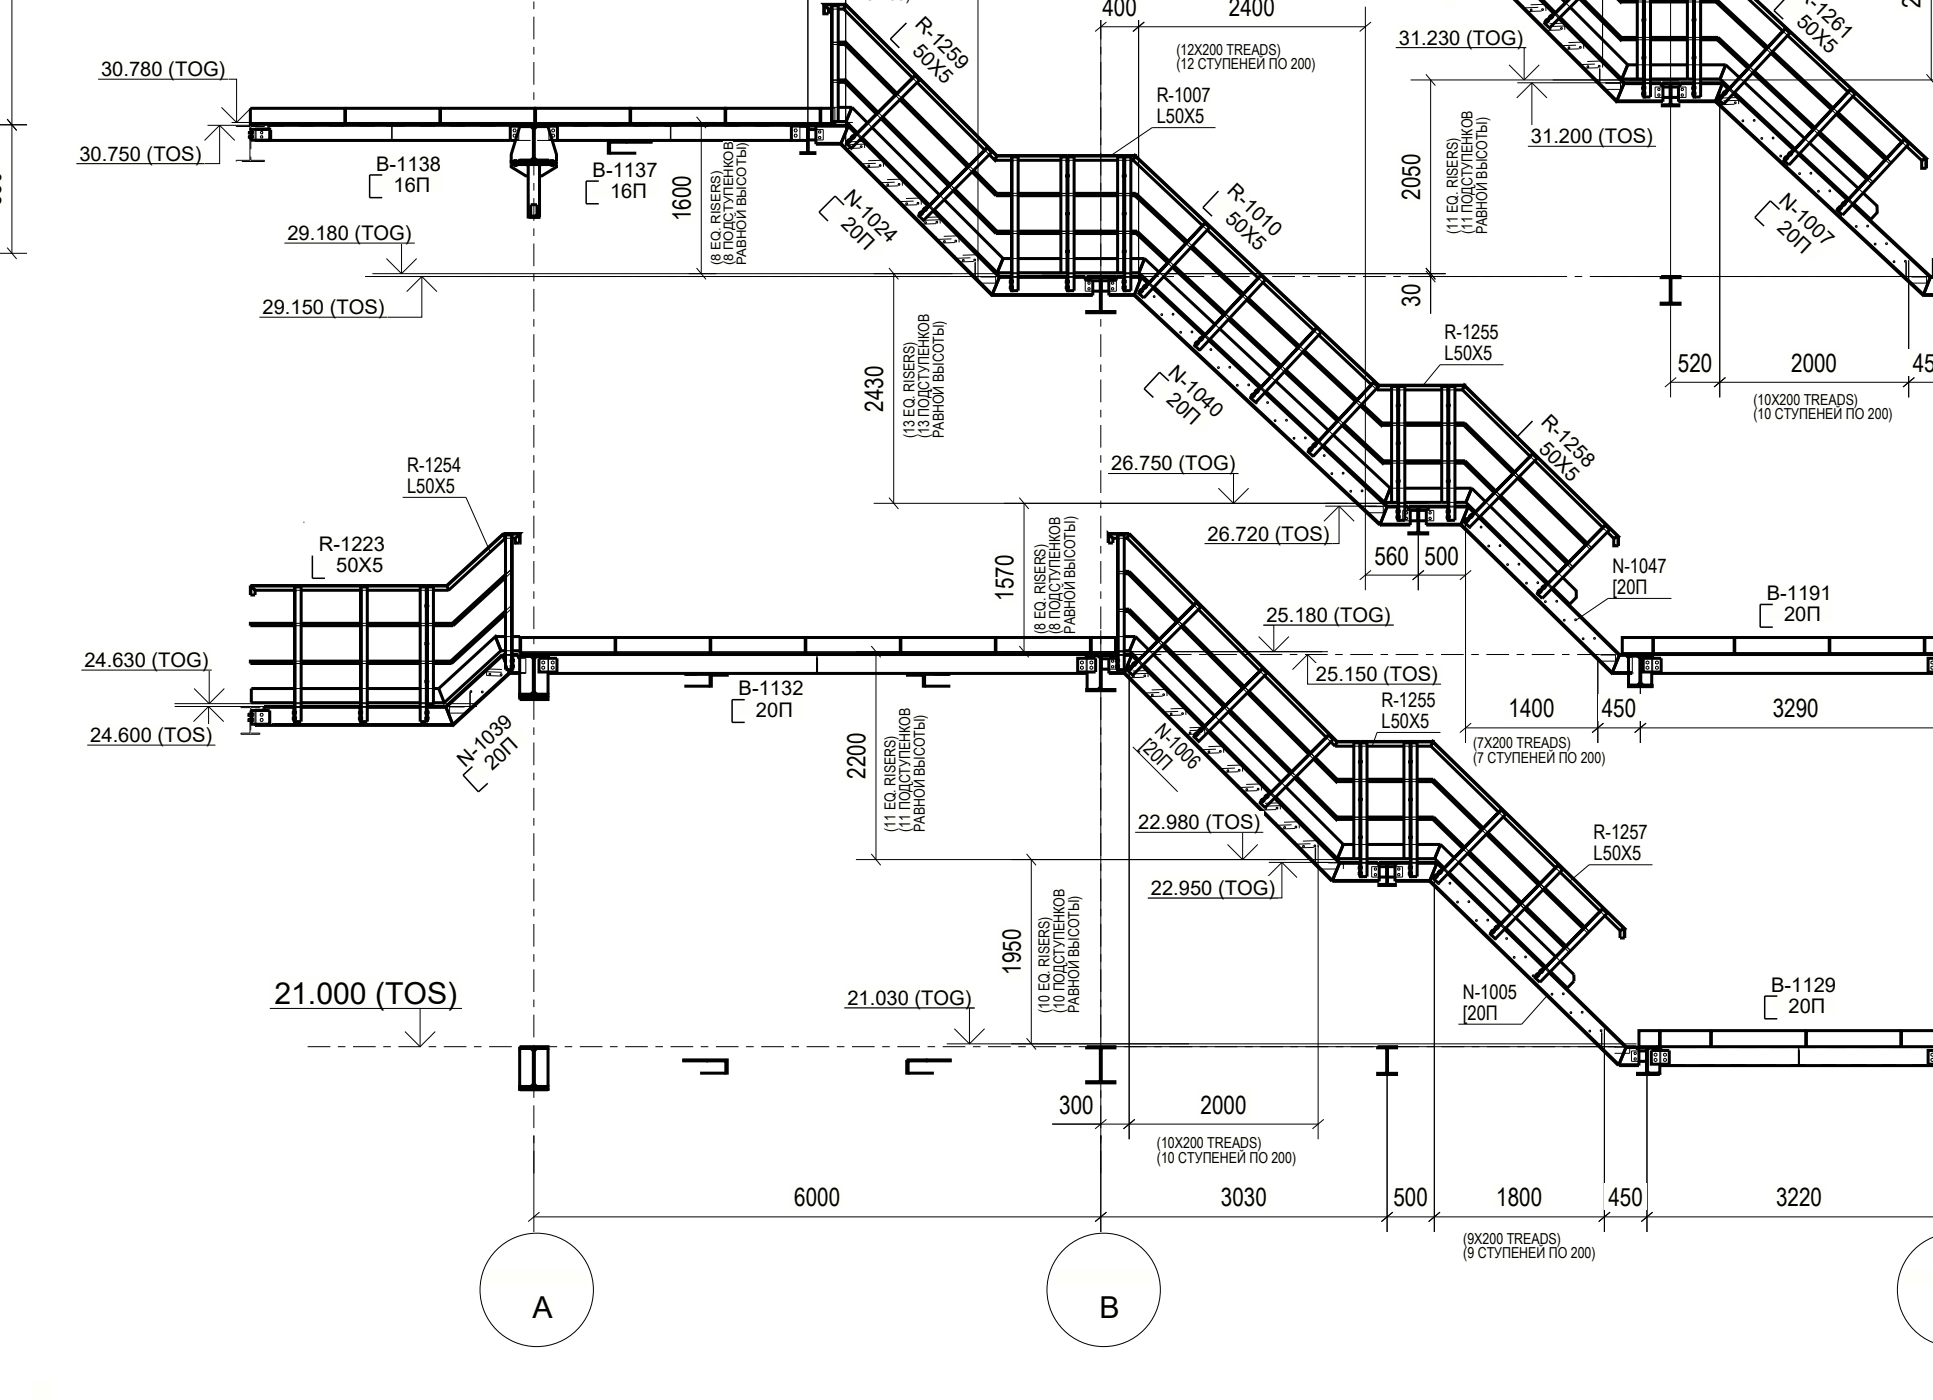 400
2400
(12X200 TREADS)
(12 СТУПЕНЕЙ ПО 200)
R-1259
50X5
31.230 (TOG)
R-1261
50X5
30.780 (TOG)
30.750 (TOS)
B-1138
16П
B-1137
16П
1600
(8 EQ. RISERS)
(8 ПОДСТУПЕНКОВ
РАВНОЙ ВЫСОТЫ)
R-1007
L50X5
N-1024
20П
R-1010
50X5
2050
(11 EQ. RISERS)
(11 ПОДСТУПЕНКОВ
РАВНОЙ ВЫСОТЫ)
31.200 (TOS)
N-1007
20П
29.180 (TOG)
29.150 (TOS)
30
2430
(13 EQ. RISERS)
(13 ПОДСТУПЕНКОВ
РАВНОЙ ВЫСОТЫ)
N-1040
20П
R-1255
L50X5
520
2000
45
(10X200 TREADS)
(10 СТУПЕНЕЙ ПО 200)
R-1258
50X5
R-1254
L50X5
26.750 (TOG)
26.720 (TOS)
R-1223
50X5
1570
(8 EQ. RISERS)
(8 ПОДСТУПЕНКОВ
РАВНОЙ ВЫСОТЫ)
560
500
N-1047
[20П
B-1191
20П
24.630 (TOG)
24.600 (TOS)
N-1039
20П
B-1132
20П
25.180 (TOG)
25.150 (TOS)
R-1255
L50X5
1400
450
3290
(7X200 TREADS)
(7 СТУПЕНЕЙ ПО 200)
N-1006
[20П
2200
(11 EQ. RISERS)
(11 ПОДСТУПЕНКОВ
РАВНОЙ ВЫСОТЫ)
22.980 (TOS)
22.950 (TOG)
R-1257
L50X5
1950
(10 EQ. RISERS)
(10 ПОДСТУПЕНКОВ
РАВНОЙ ВЫСОТЫ)
21.000 (TOS)
21.030 (TOG)
N-1005
[20П
B-1129
20П
300
2000
(10X200 TREADS)
(10 СТУПЕНЕЙ ПО 200)
6000
3030
500
1800
450
3220
(9X200 TREADS)
(9 СТУПЕНЕЙ ПО 200)
A
B